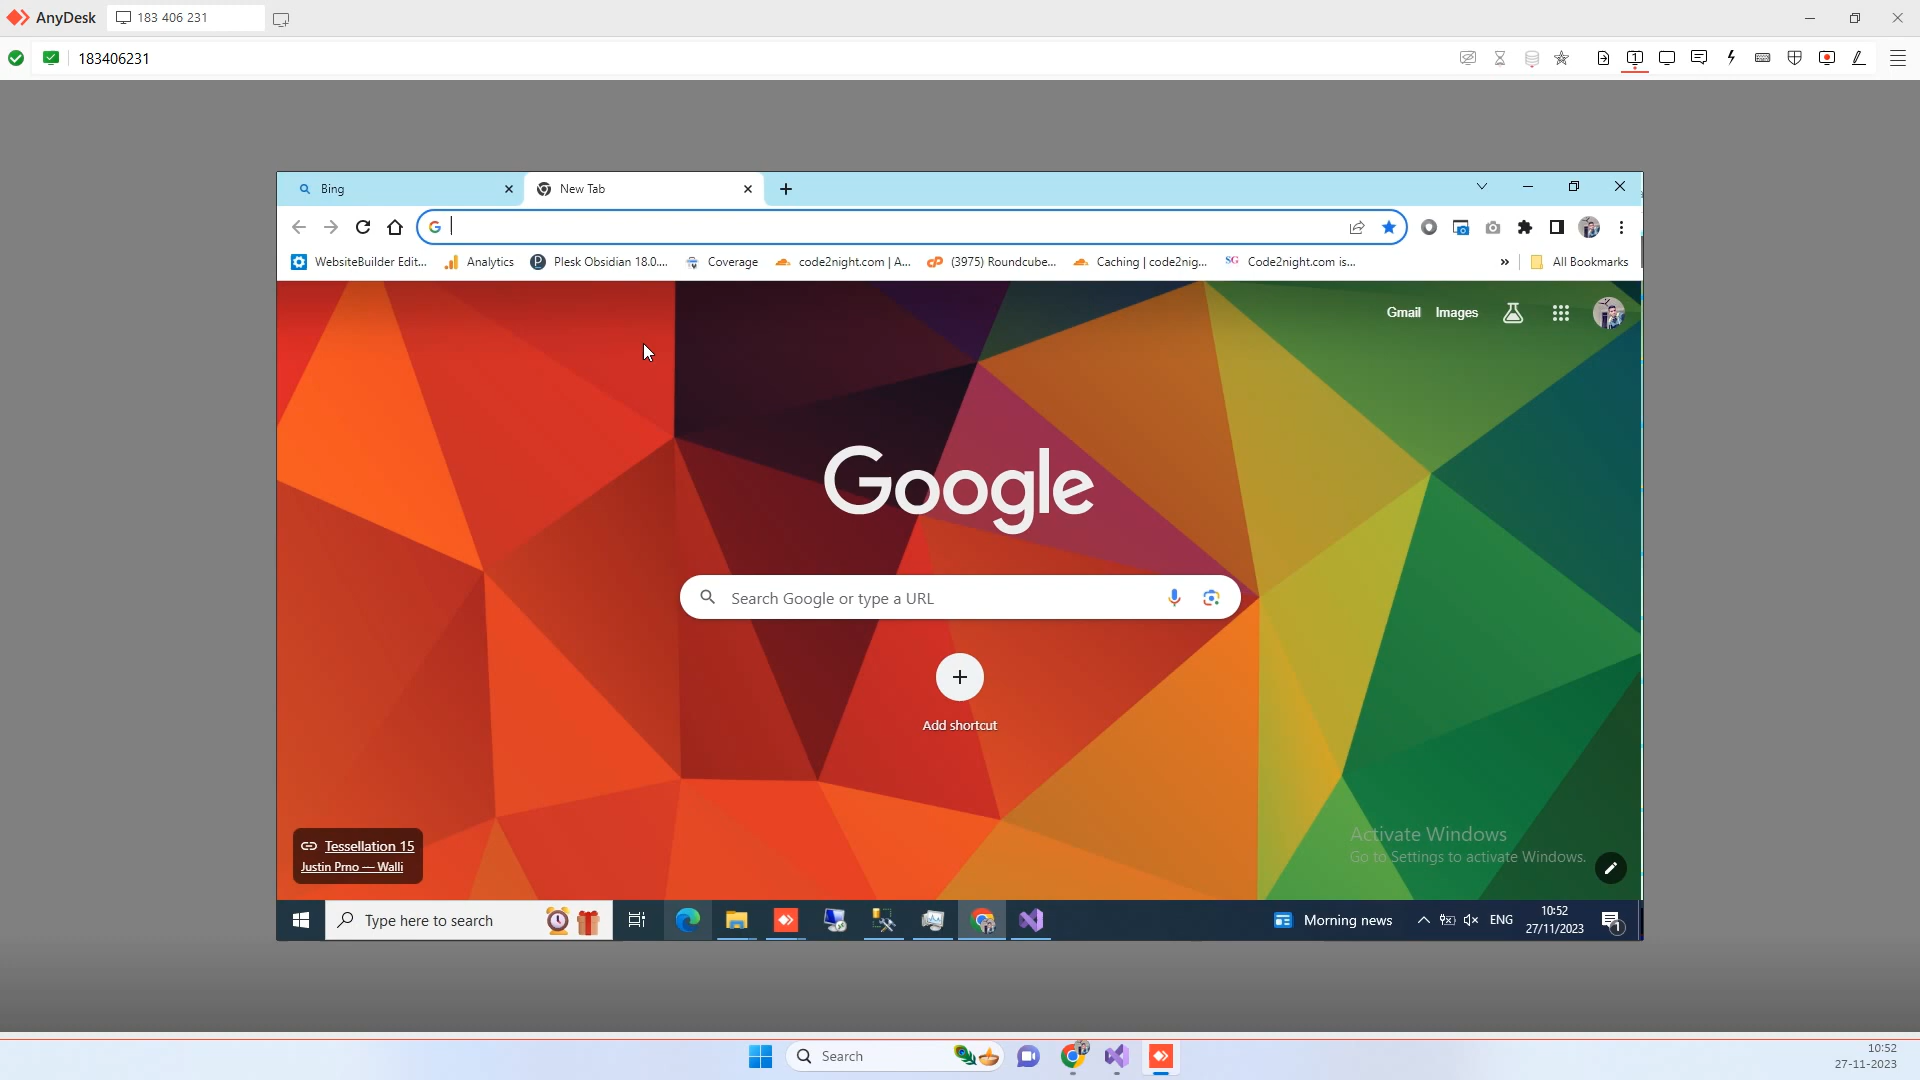 AnyDesk
183 406 231
183406231
Bing
New Tab
WebsiteBuilder Edit...
Analytics
Plesk Obsidian 18.0....
Coverage
code2night.com | A...
(3975) Roundcube...
Caching | code2nig...
Code2night.com is...
»
All Bookmarks
Gmail
Images
Google
Search Google or type a URL
Add shortcut
Tessellation 15
Justin Prno — Walli
Activate Windows
Go to Settings to activate Windows.
Type here to search
Morning news
ENG
10:52
27/11/2023
1
Search
10:52
27-11-2023